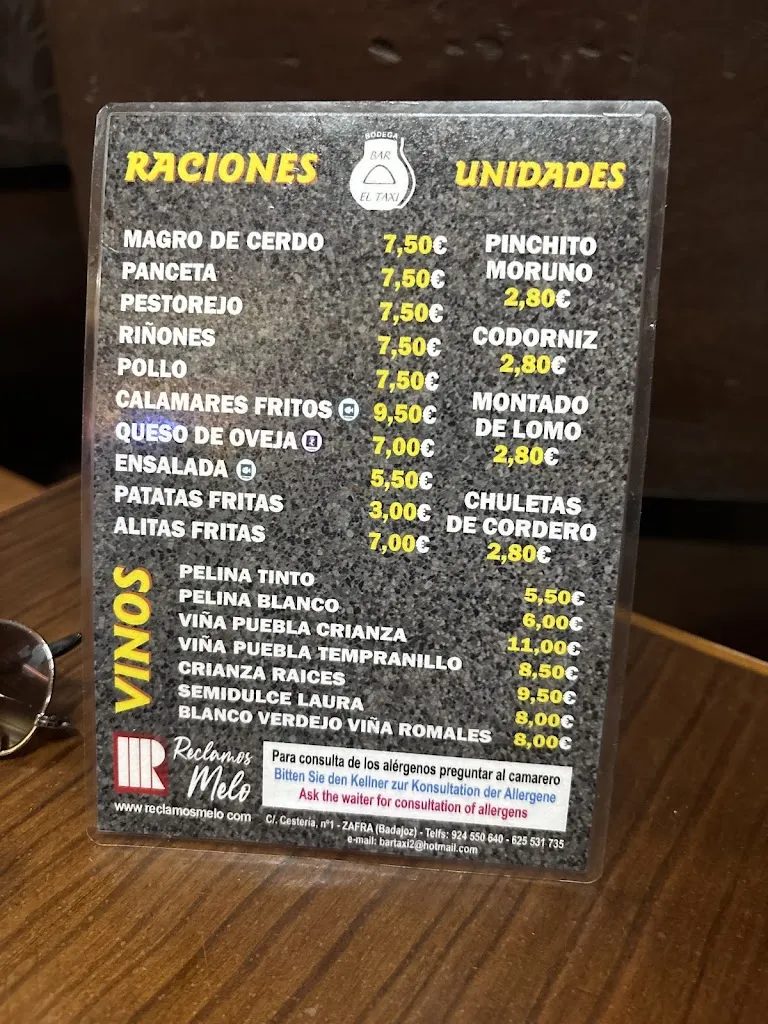 RACIONES
BODEGA
BAR
EL TAXI
UNIDADES
MAGRO DE CERDO 7,50€
PANCETA 7,50€
PESTOREJO 7,50€
RIÑONES 7,50€
POLLO 7,50€
CALAMARES FRITOS 9,50€
QUESO DE OVEJA 7,00€
ENSALADA 5,50€
PATATAS FRITAS 3,00€
ALITAS FRITAS 7,00€
PINCHITO
MORUNO
2,80€
CODORNIZ
2,80€
MONTADO
DE LOMO
2,80€
CHULETAS
DE CORDERO
2,80€
VINOS
PELINA TINTO 5,50€
PELINA BLANCO 6,00€
VIÑA PUEBLA CRIANZA 11,00€
VIÑA PUEBLA TEMPRANILLO 8,50€
CRIANZA RAICES 9,50€
SEMIDULCE LAURA 8,00€
BLANCO VERDEJO VIÑA ROMALES 8,00€
Reclamos
Melo
www.reclamosmelo.com
Para consulta de los alérgenos preguntar al camarero
Bitten Sie den Kellner zur Konsultation der Allergene
Ask the waiter for consultation of allergens
C/. Cestería, nº1 - ZAFRA (Badajoz) - Telfs: 924 550 640 - 625 531 735
e-mail: bartaxi2@hotmail.com